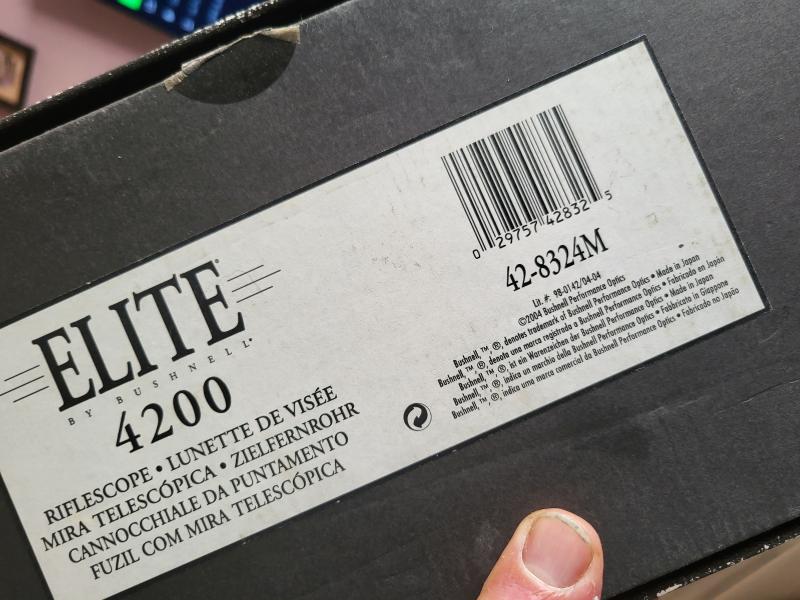 ELITE®
BY BUSHNELL®
4200
RIFLESCOPE • LUNETTE DE VISÉE
MIRA TELESCÓPICA • ZIELFERNROHR
CANNOCCHIALE DA PUNTAMENTO
FUZIL COM MIRA TELESCÓPICA
0 29757 42832 5
42-8324M
Lit. #: 98-0142/04-04
©2004 Bushnell Performance Optics
Bushnell, ™, ®, denotes trademark of Bushnell Performance Optics • Made in Japan
Bushnell, ™, ®, denota una marca registrada a Bushnell Performance Optics • Fabricado en Japón
Bushnell, ™, ®, ist ein Warenzeichen der Bushnell Performance Optics • Made in Japan
Bushnell, ™, ®, indica un marchio della Bushnell Performance Optics • Fabbricato in Giappone
Bushnell, ™, ®, indica uma marca comercial da Bushnell Performance Optics • Fabricado no Japão